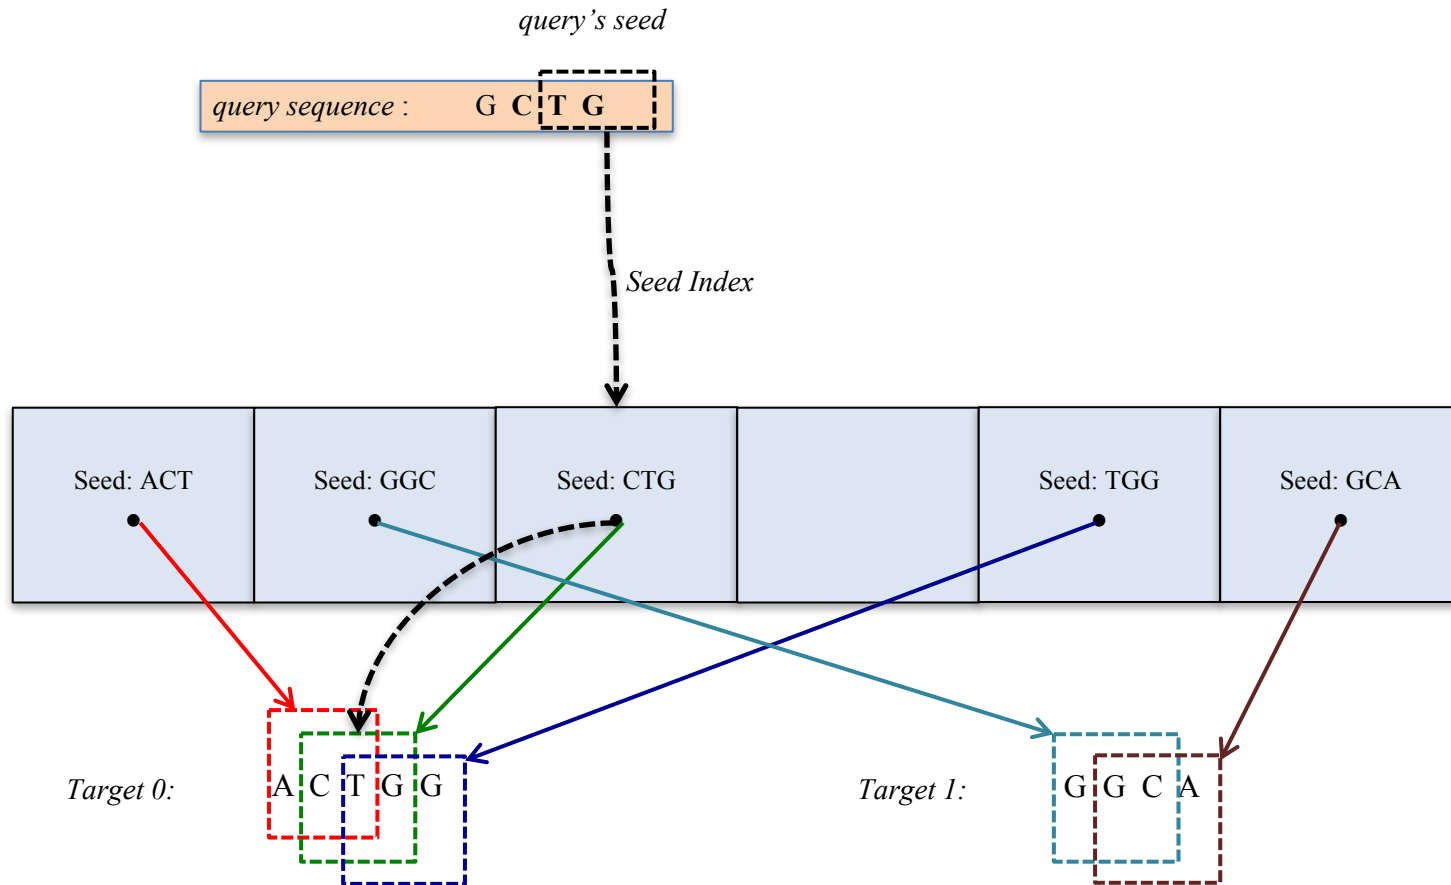 query’s seed
query sequence : G C T G
Seed Index
Seed: ACT Seed: GGC Seed: CTG Seed: TGG Seed: GCA
Target 0: A C T G G Target 1: G G C A